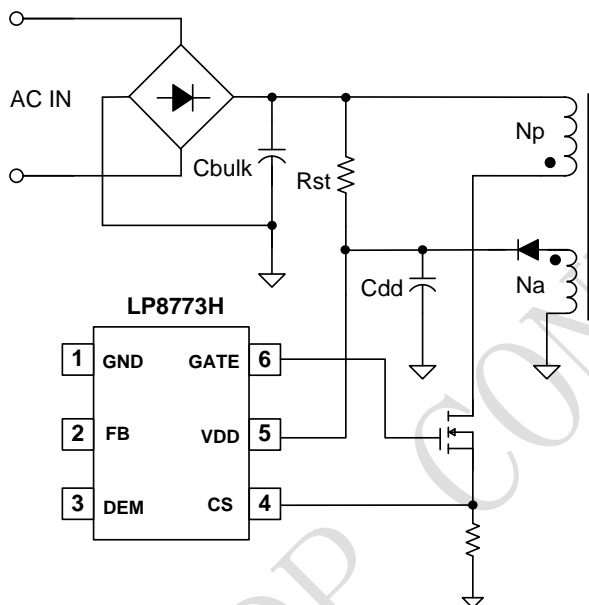 AC IN
Cbulk
Rst
Np
Cdd
Na
LP8773H
1 GND GATE 6
2 FB VDD 5
3 DEM CS 4